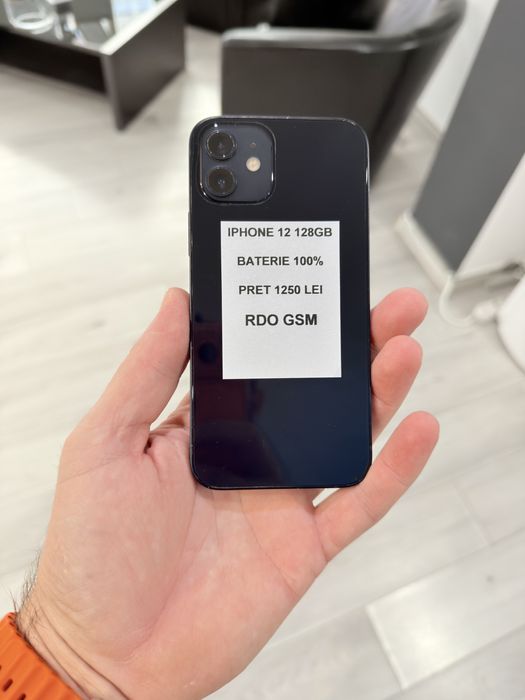 IPHONE 12 128GB
BATERIE 100%
PRET 1250 LEI
RDO GSM